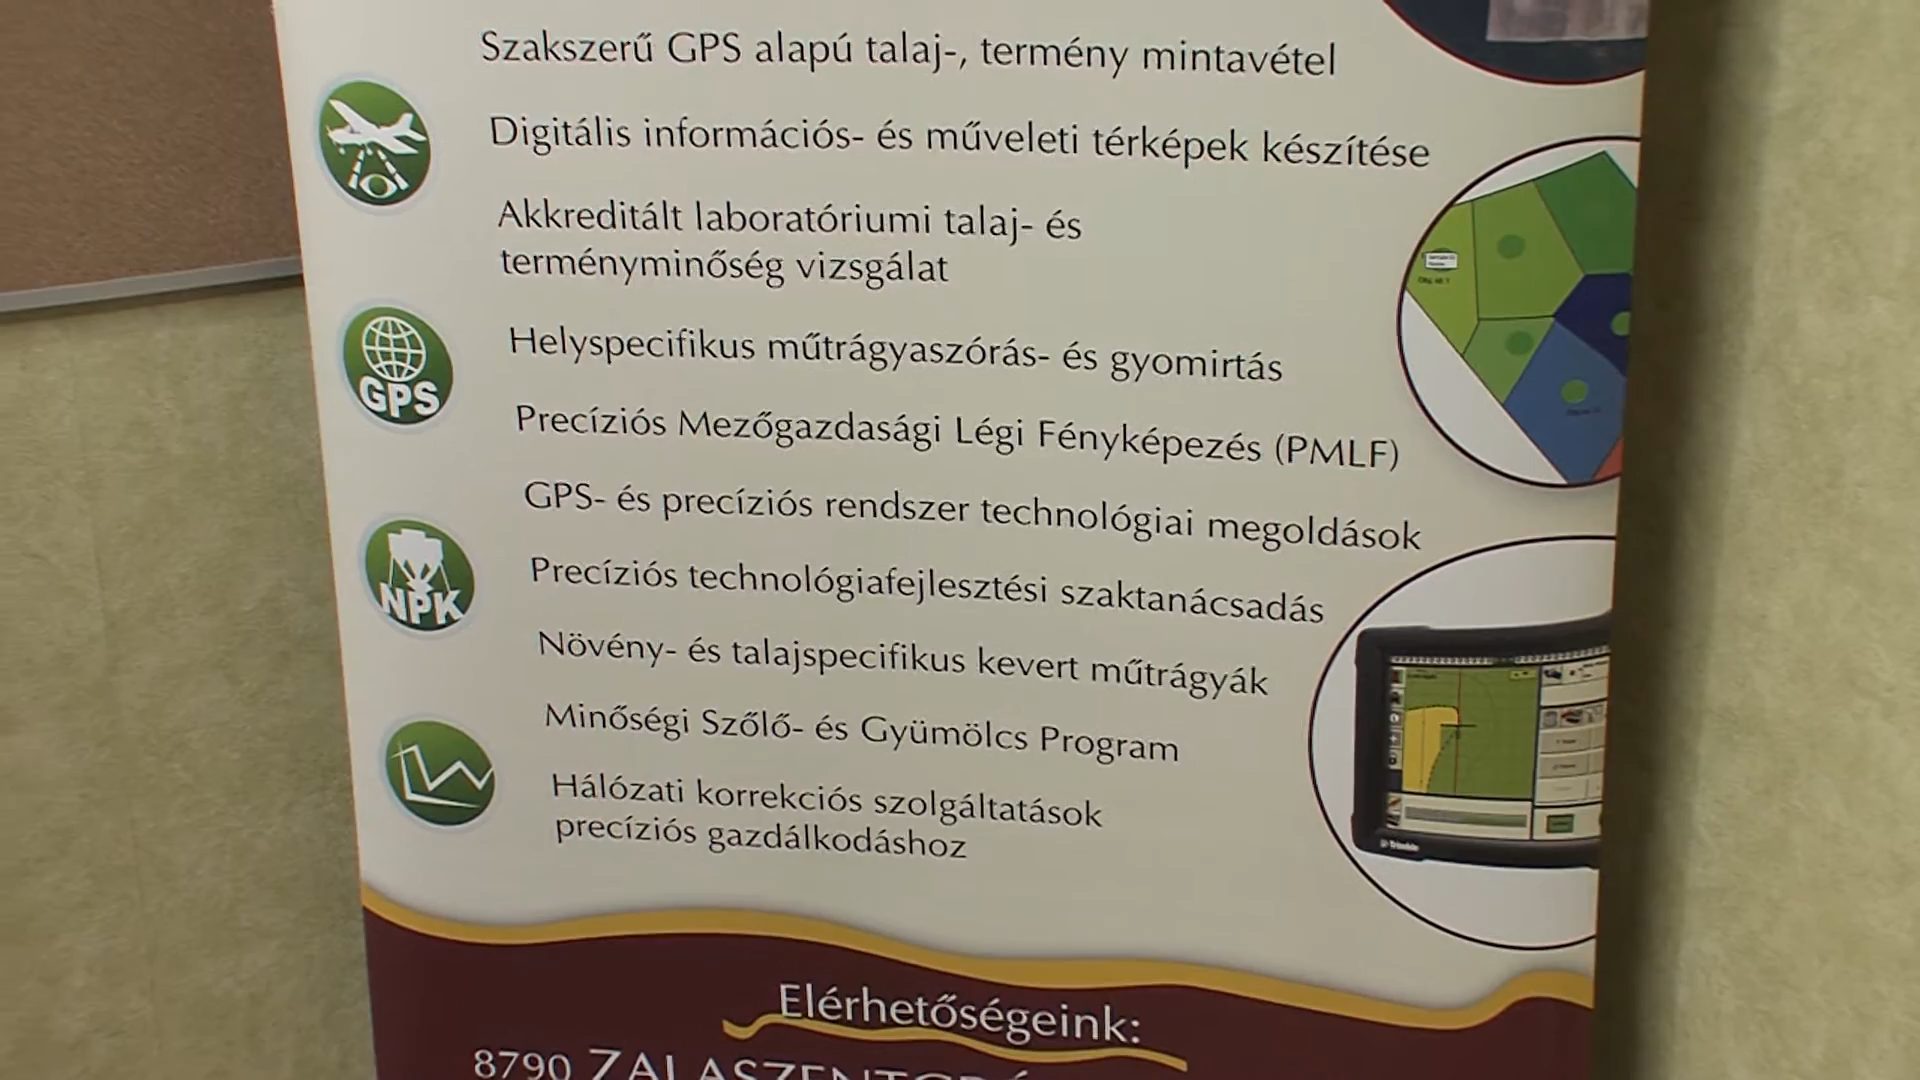 Szakszerű GPS alapú talaj-, termény mintavétel
Digitális információs- és műveleti térképek készítése
Akkreditált laboratóriumi talaj- és
terményminőség vizsgálat
GPS
Helyspecifikus műtrágyaszórás- és gyomirtás
Precíziós Mezőgazdasági Légi Fényképezés (PMLF)
GPS- és precíziós rendszer technológiai megoldások
NPK
Precíziós technológiafejlesztési szaktanácsadás
Növény- és talajspecifikus kevert műtrágyák
Minőségi Szőlő- és Gyümölcs Program
Hálózati korrekciós szolgáltatások
precíziós gazdálkodáshoz
Trimble
Elérhetőségeink:
8790